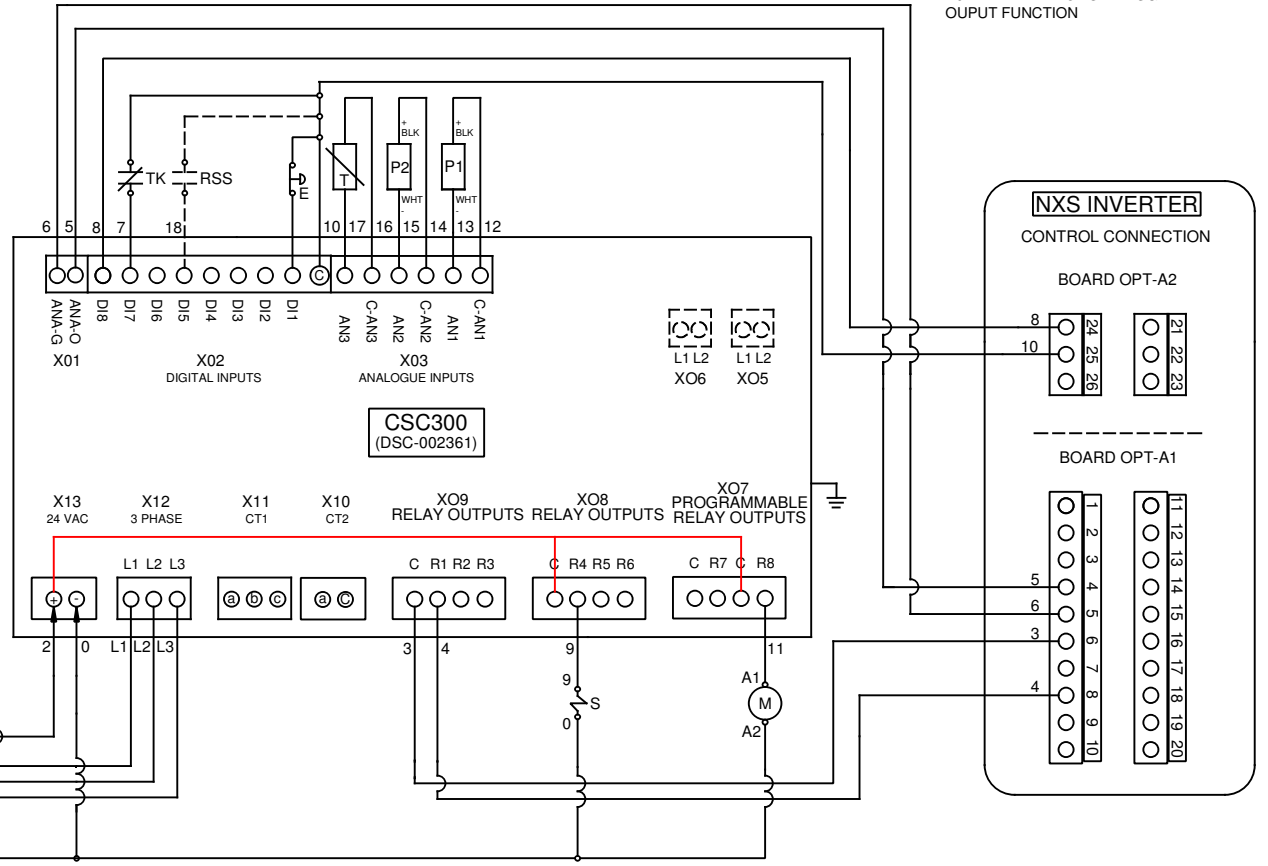 OUPUT FUNCTION
NXS INVERTER
CONTROL CONNECTION
BOARD OPT-A2
8 24 21
10 25 22
26 23
BOARD OPT-A1
1 11
2 12
3 13
5 4 14
6 5 15
3 6 16
7 17
4 8 18
9 19
10 20
+ +
BLK BLK
TK RSS E T P2 P1
WHT WHT
- -
6 5 8 7 18 10 17 16 15 14 13 12
C
ANA-G ANA-O DI8 DI7 DI6 DI5 DI4 DI3 DI2 DI1 AN3 C-AN3 AN2 C-AN2 AN1 C-AN1
X01 X02 X03
DIGITAL INPUTS ANALOGUE INPUTS
L1 L2 L1 L2
XO6 XO5
CSC300
(DSC-002361)
X13 X12 X11 X10 XO9 XO8 XO7
24 VAC 3 PHASE CT1 CT2 RELAY OUTPUTS RELAY OUTPUTS PROGRAMMABLE
RELAY OUTPUTS
L1 L2 L3 C R1 R2 R3 C R4 R5 R6 C R7 C R8
+ - a b c a C
2 0 L1 L2 L3 3 4 9 11
9 S 0
A1 M A2